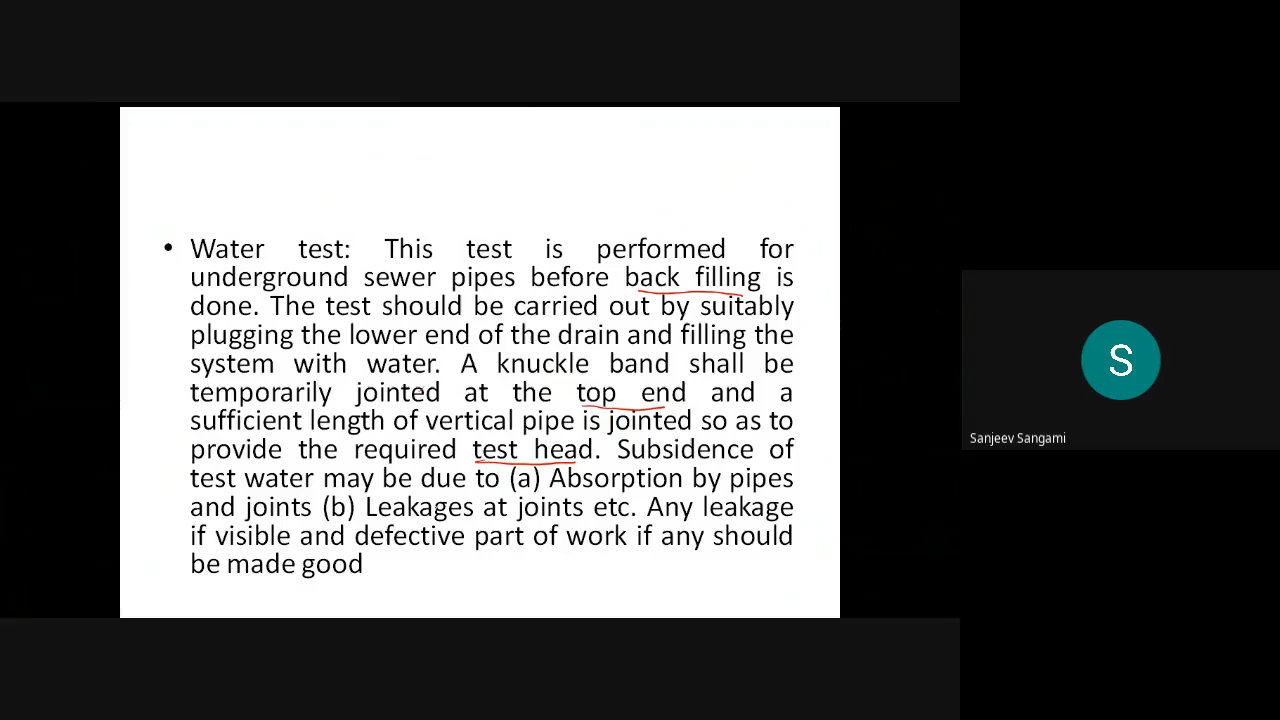 • Water test: This test is performed for
underground sewer pipes before back filling is
done. The test should be carried out by suitably
plugging the lower end of the drain and filling the
system with water. A knuckle band shall be
temporarily jointed at the top end and a
sufficient length of vertical pipe is jointed so as to
provide the required test head. Subsidence of
test water may be due to (a) Absorption by pipes
and joints (b) Leakages at joints etc. Any leakage
if visible and defective part of work if any should
be made good
S
Sanjeev Sangami